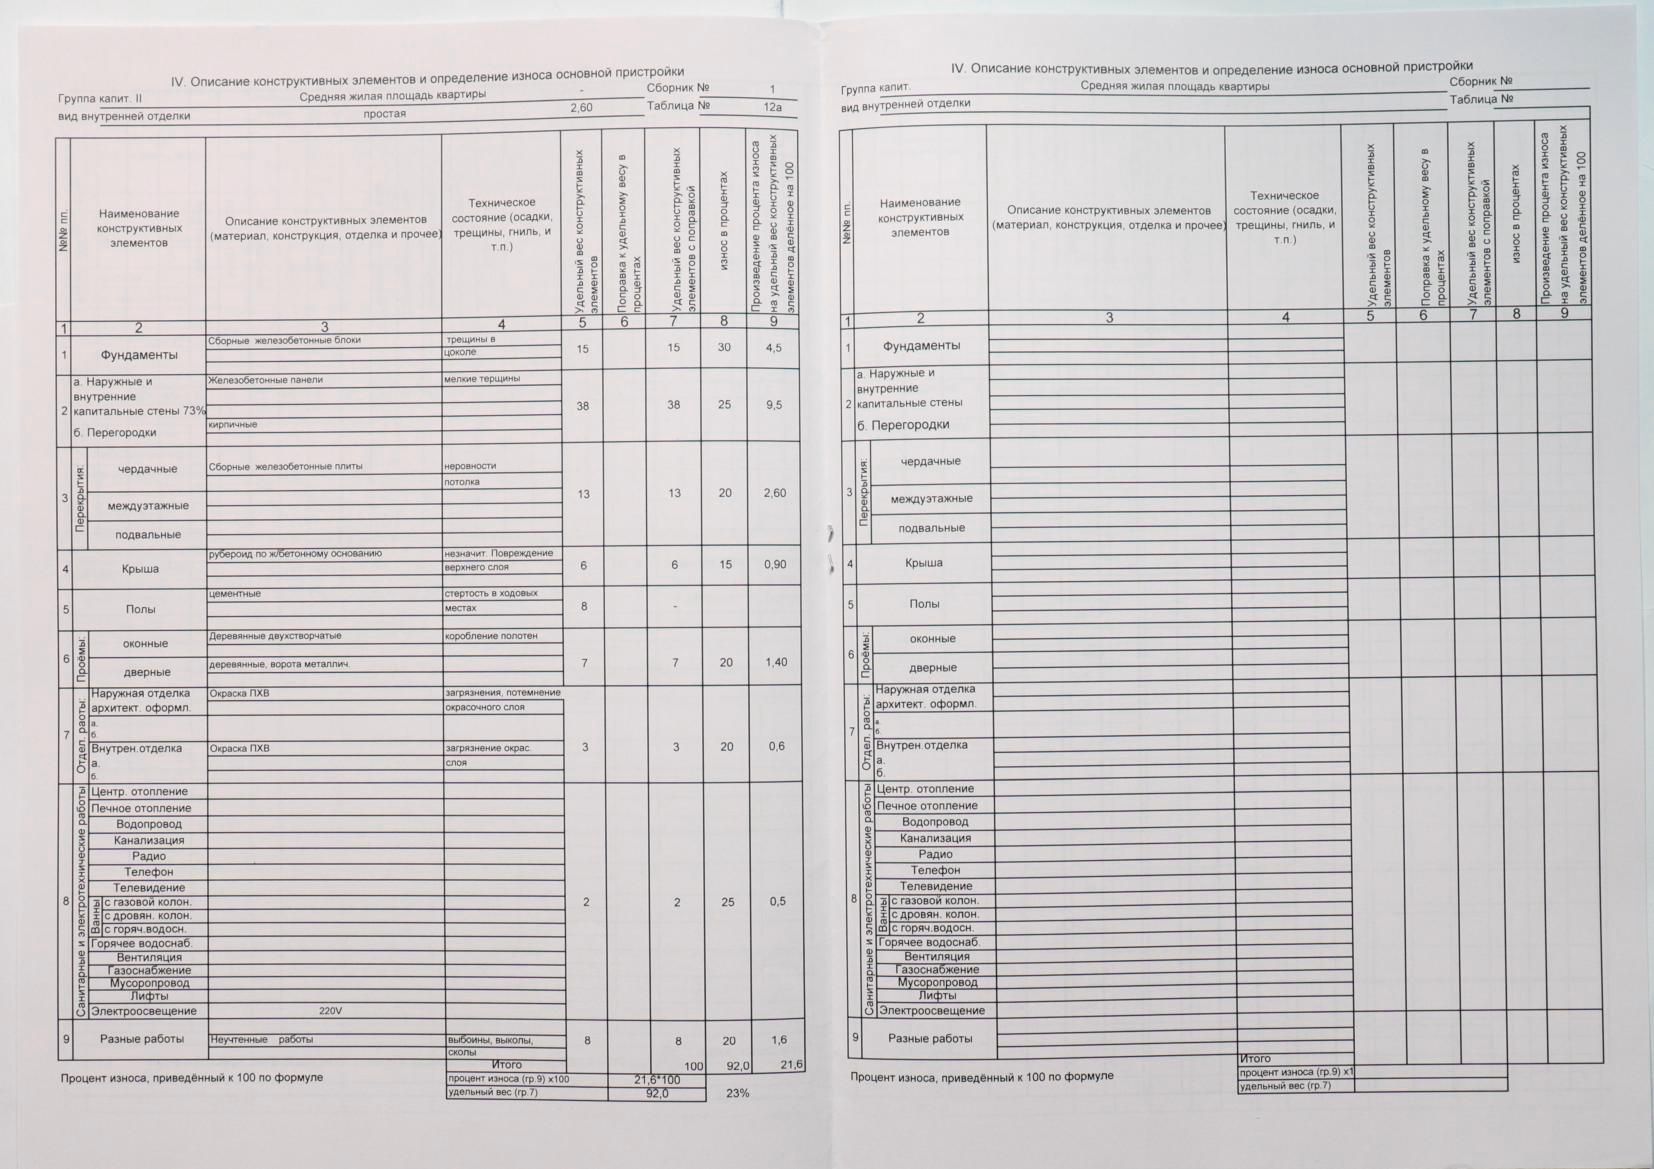 IV. Описание конструктивных элементов и определение износа основной пристройки
Группа капит. II Средняя жилая площадь квартиры - Сборник № 1
вид внутренней отделки простая 2,60 Таблица № 12а
№№ пп.
Наименование конструктивных элементов
Описание конструктивных элементов (материал, конструкция, отделка и прочее)
Техническое состояние (осадки, трещины, гниль, и т.п.)
Удельный вес конструктивных элементов
Поправка к удельному весу в процентах
Удельный вес конструктивных элементов с поправкой
износ в процентах
Произведение процента износа на удельный вес конструктивных элементов делённое на 100
1 2 3 4 5 6 7 8 9
1 Фундаменты Сборные железобетонные блоки трещины в цоколе 15 15 30 4,5
2 а. Наружные и внутренние капитальные стены 73% Железобетонные панели мелкие терщины 38 38 25 9,5
б. Перегородки кирпичные
3 Перекрытия: чердачные Сборные железобетонные плиты неровности потолка 13 13 20 2,60
междуэтажные
подвальные
4 Крыша рубероид по ж/бетонному основанию незначит. Повреждение верхнего слоя 6 6 15 0,90
5 Полы цементные стертость в ходовых местах 8 -
6 Проёмы: оконные Деревянные двухстворчатые коробление полотен 7 7 20 1,40
дверные деревянные, ворота металлич.
7 Отдел. раоты: Наружная отделка архитект. оформл. Окраска ПХВ загрязнения, потемнение окрасочного слоя 3 3 20 0,6
а.
б.
Внутрен.отделка Окраска ПХВ загрязнение окрас. слоя
а.
б.
8 Санитарные и электротехнические работы Центр. отопление 2 2 25 0,5
Печное отопление
Водопровод
Канализация
Радио
Телефон
Телевидение
Ванны с газовой колон.
с дровян. колон.
с горяч.водосн.
Горячее водоснаб.
Вентиляция
Газоснабжение
Мусоропровод
Лифты
Электроосвещение 220V
9 Разные работы Неучтенные работы выбоины, выколы, сколы 8 8 20 1,6
Итого 100 92,0 21,6
Процент износа, приведённый к 100 по формуле процент износа (гр.9) х100 21,6*100
удельный вес (гр.7) 92,0 23%
IV. Описание конструктивных элементов и определение износа основной пристройки
Группа капит. Средняя жилая площадь квартиры Сборник №
вид внутренней отделки Таблица №
№№ пп.
Наименование конструктивных элементов
Описание конструктивных элементов (материал, конструкция, отделка и прочее)
Техническое состояние (осадки, трещины, гниль, и т.п.)
Удельный вес конструктивных элементов
Поправка к удельному весу в процентах
Удельный вес конструктивных элементов с поправкой
износ в процентах
Произведение процента износа на удельный вес конструктивных элементов делённое на 100
1 2 3 4 5 6 7 8 9
1 Фундаменты
2 а. Наружные и внутренние капитальные стены
б. Перегородки
3 Перекрытия: чердачные
междуэтажные
подвальные
4 Крыша
5 Полы
6 Проёмы: оконные
дверные
7 Отдел. раоты: Наружная отделка архитект. оформл.
а.
б.
Внутрен.отделка
а.
б.
8 Санитарные и электротехнические работы Центр. отопление
Печное отопление
Водопровод
Канализация
Радио
Телефон
Телевидение
Ванны с газовой колон.
с дровян. колон.
с горяч.водосн.
Горячее водоснаб.
Вентиляция
Газоснабжение
Мусоропровод
Лифты
Электроосвещение
9 Разные работы
Итого
Процент износа, приведённый к 100 по формуле процент износа (гр.9) х1
удельный вес (гр.7)